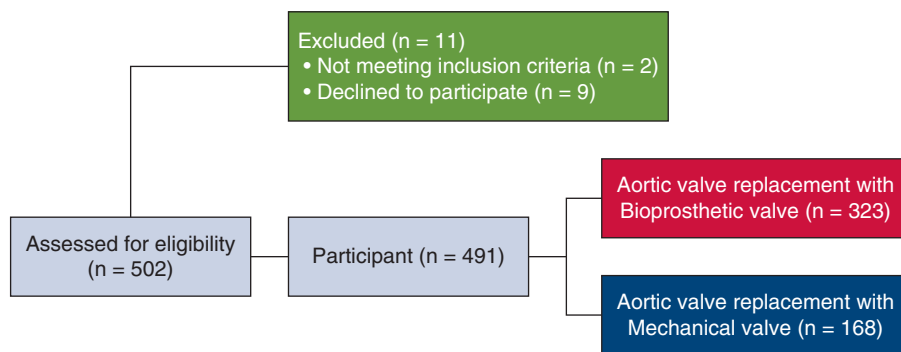 Excluded (n = 11)
• Not meeting inclusion criteria (n = 2)
• Declined to participate (n = 9)
Assessed for eligibility
(n = 502)
Participant (n = 491)
Aortic valve replacement with
Bioprosthetic valve (n = 323)
Aortic valve replacement with
Mechanical valve (n = 168)